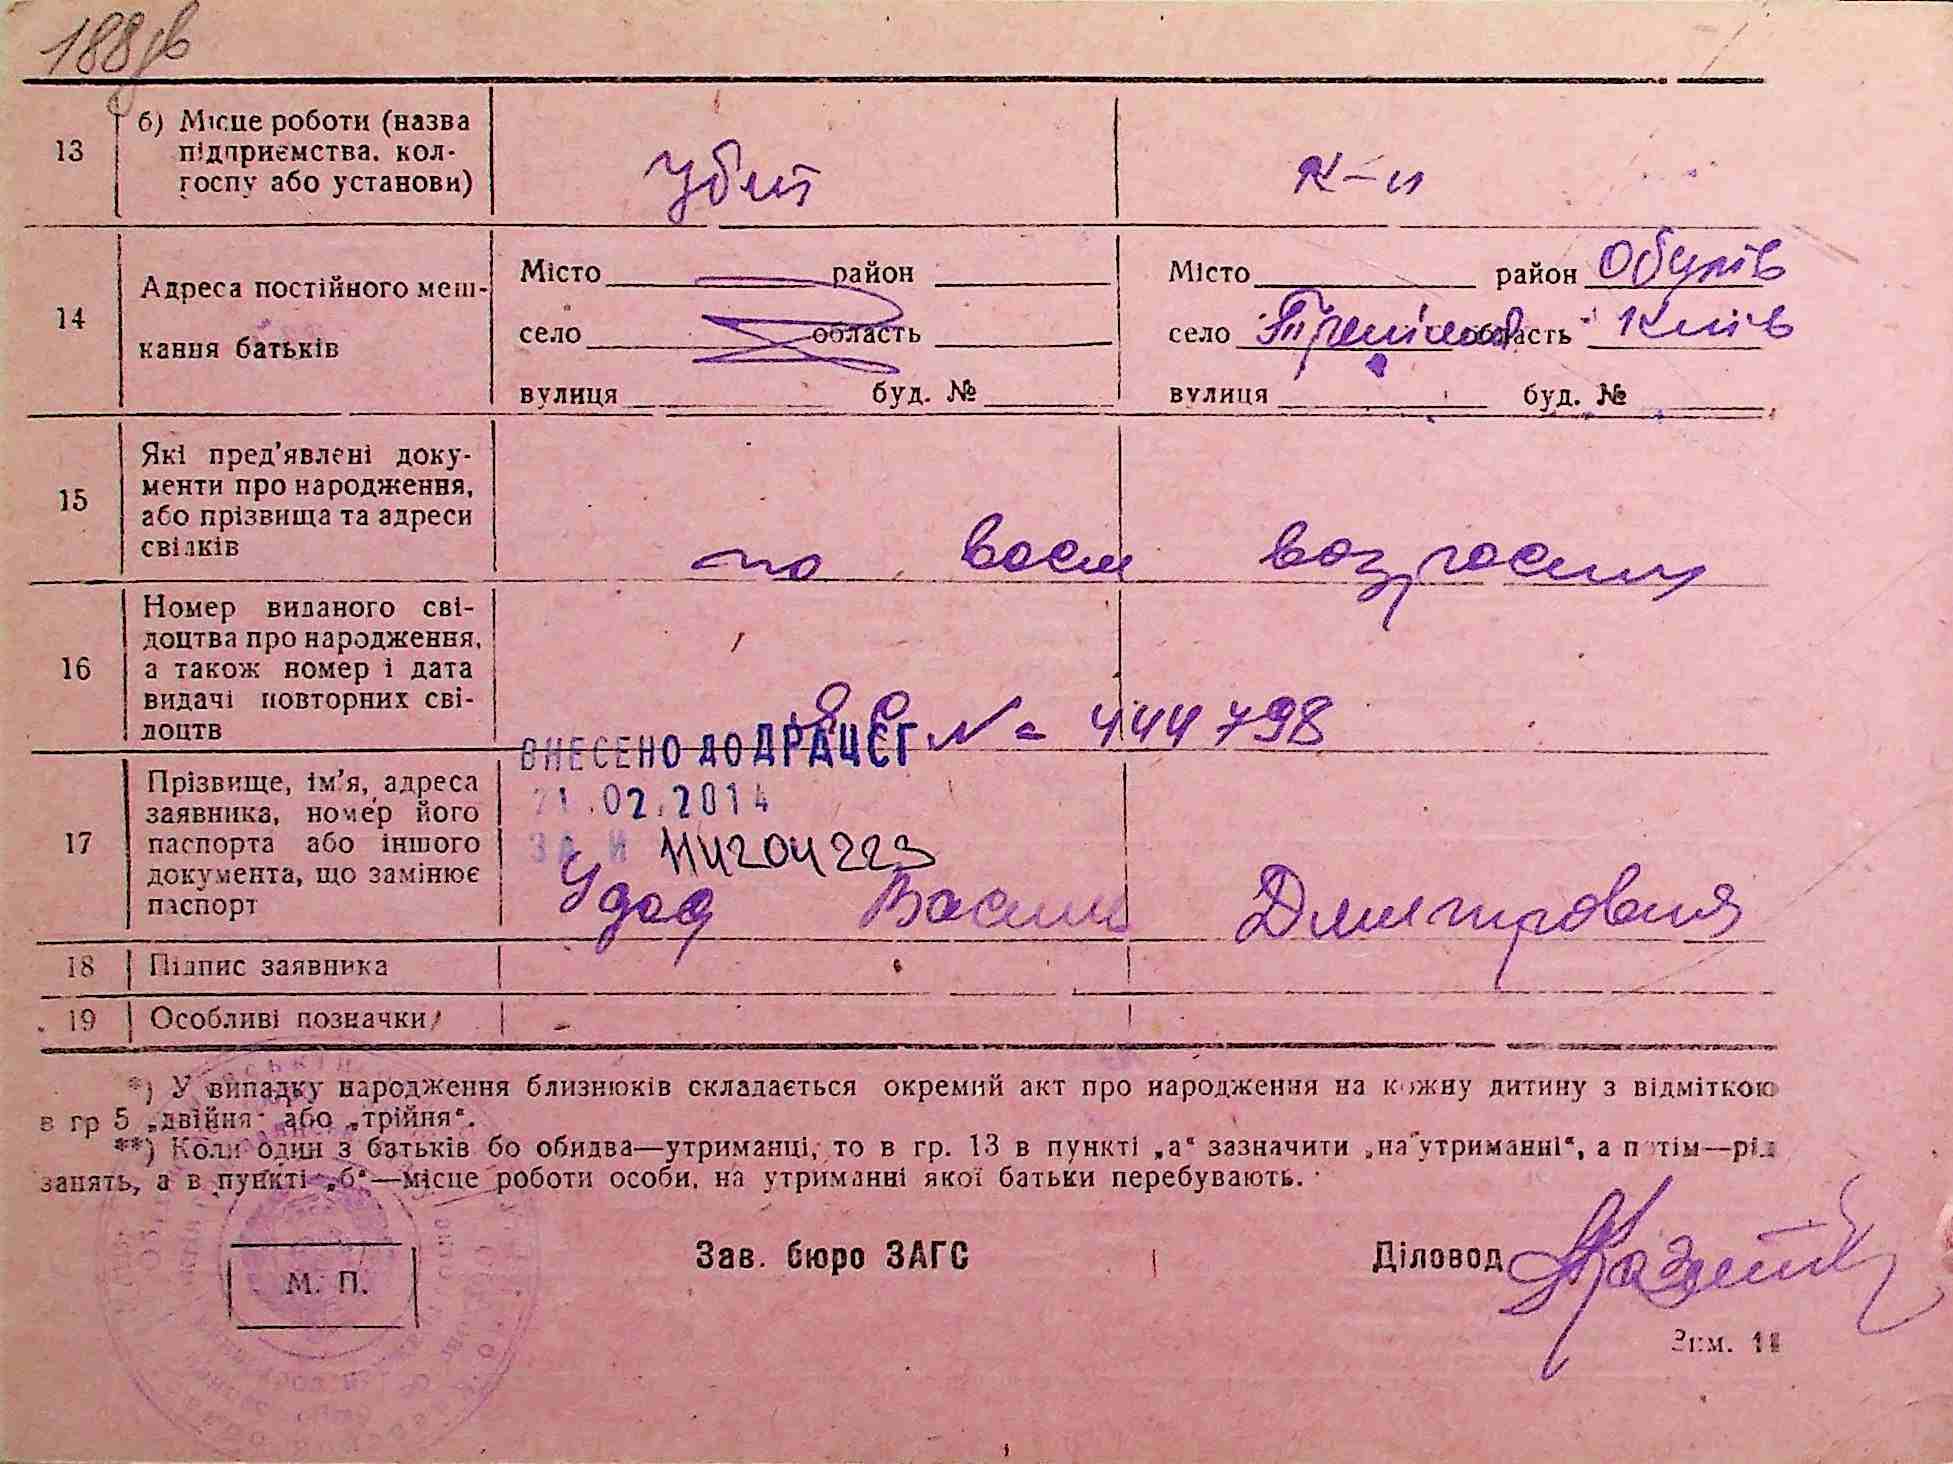 188
13
б) Місце роботи (назва
підприємства, кол-
госпу або установи)
Убит
к-и
14
Адреса постійного меш-
кання батьків
Місто район
село область
вулиця буд. №
Місто район Обухів
село область Київ
вулиця буд. №
15
Які пред'явлені доку-
менти про народження,
або прізвища та адреси
свідків
по
16
Номер виданого сві-
доцтва про народження,
а також номер і дата
видачі повторних сві-
доцтв
№ 444798
ВНЕСЕНО ДО ДРАЦСГ
21.02.2014
17
Прізвище, ім'я, адреса
заявника, номер його
паспорта або іншого
документа, що замінює
паспорт
Удод Васил Дмитровия
18
Підпис заявника
19
Особливі позначки
*) У випадку народження близнюків складається окремий акт про народження на кожну дитину з відміткою
в гр 5 „двійня" або „трійня".
**) Коли один з батьків бо обидва—утриманці, то в гр. 13 в пункті „а" зазначити „на утриманні", а потім—рід
занять, а в пункті „б"—місце роботи особи, на утриманні якої батьки перебувають.
М. П.
Зав. бюро ЗАГС
Діловод